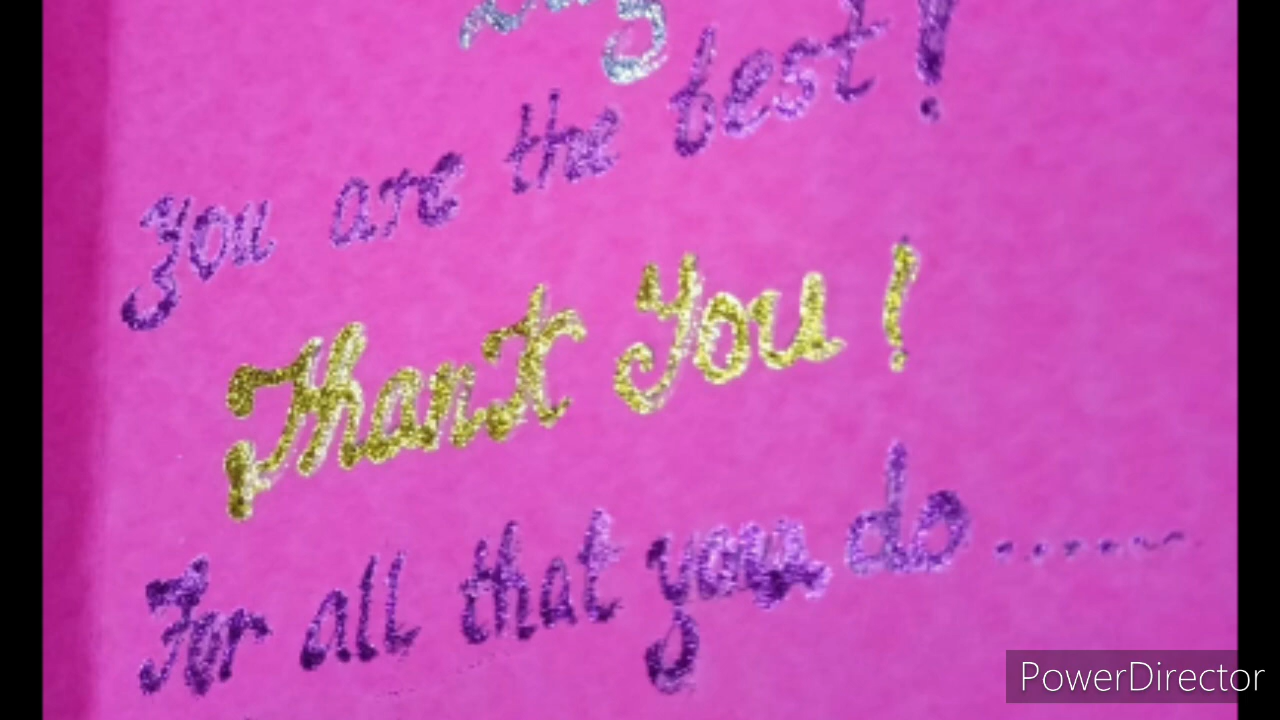 you are the best!
Thank You!
For all that you do......
PowerDirector